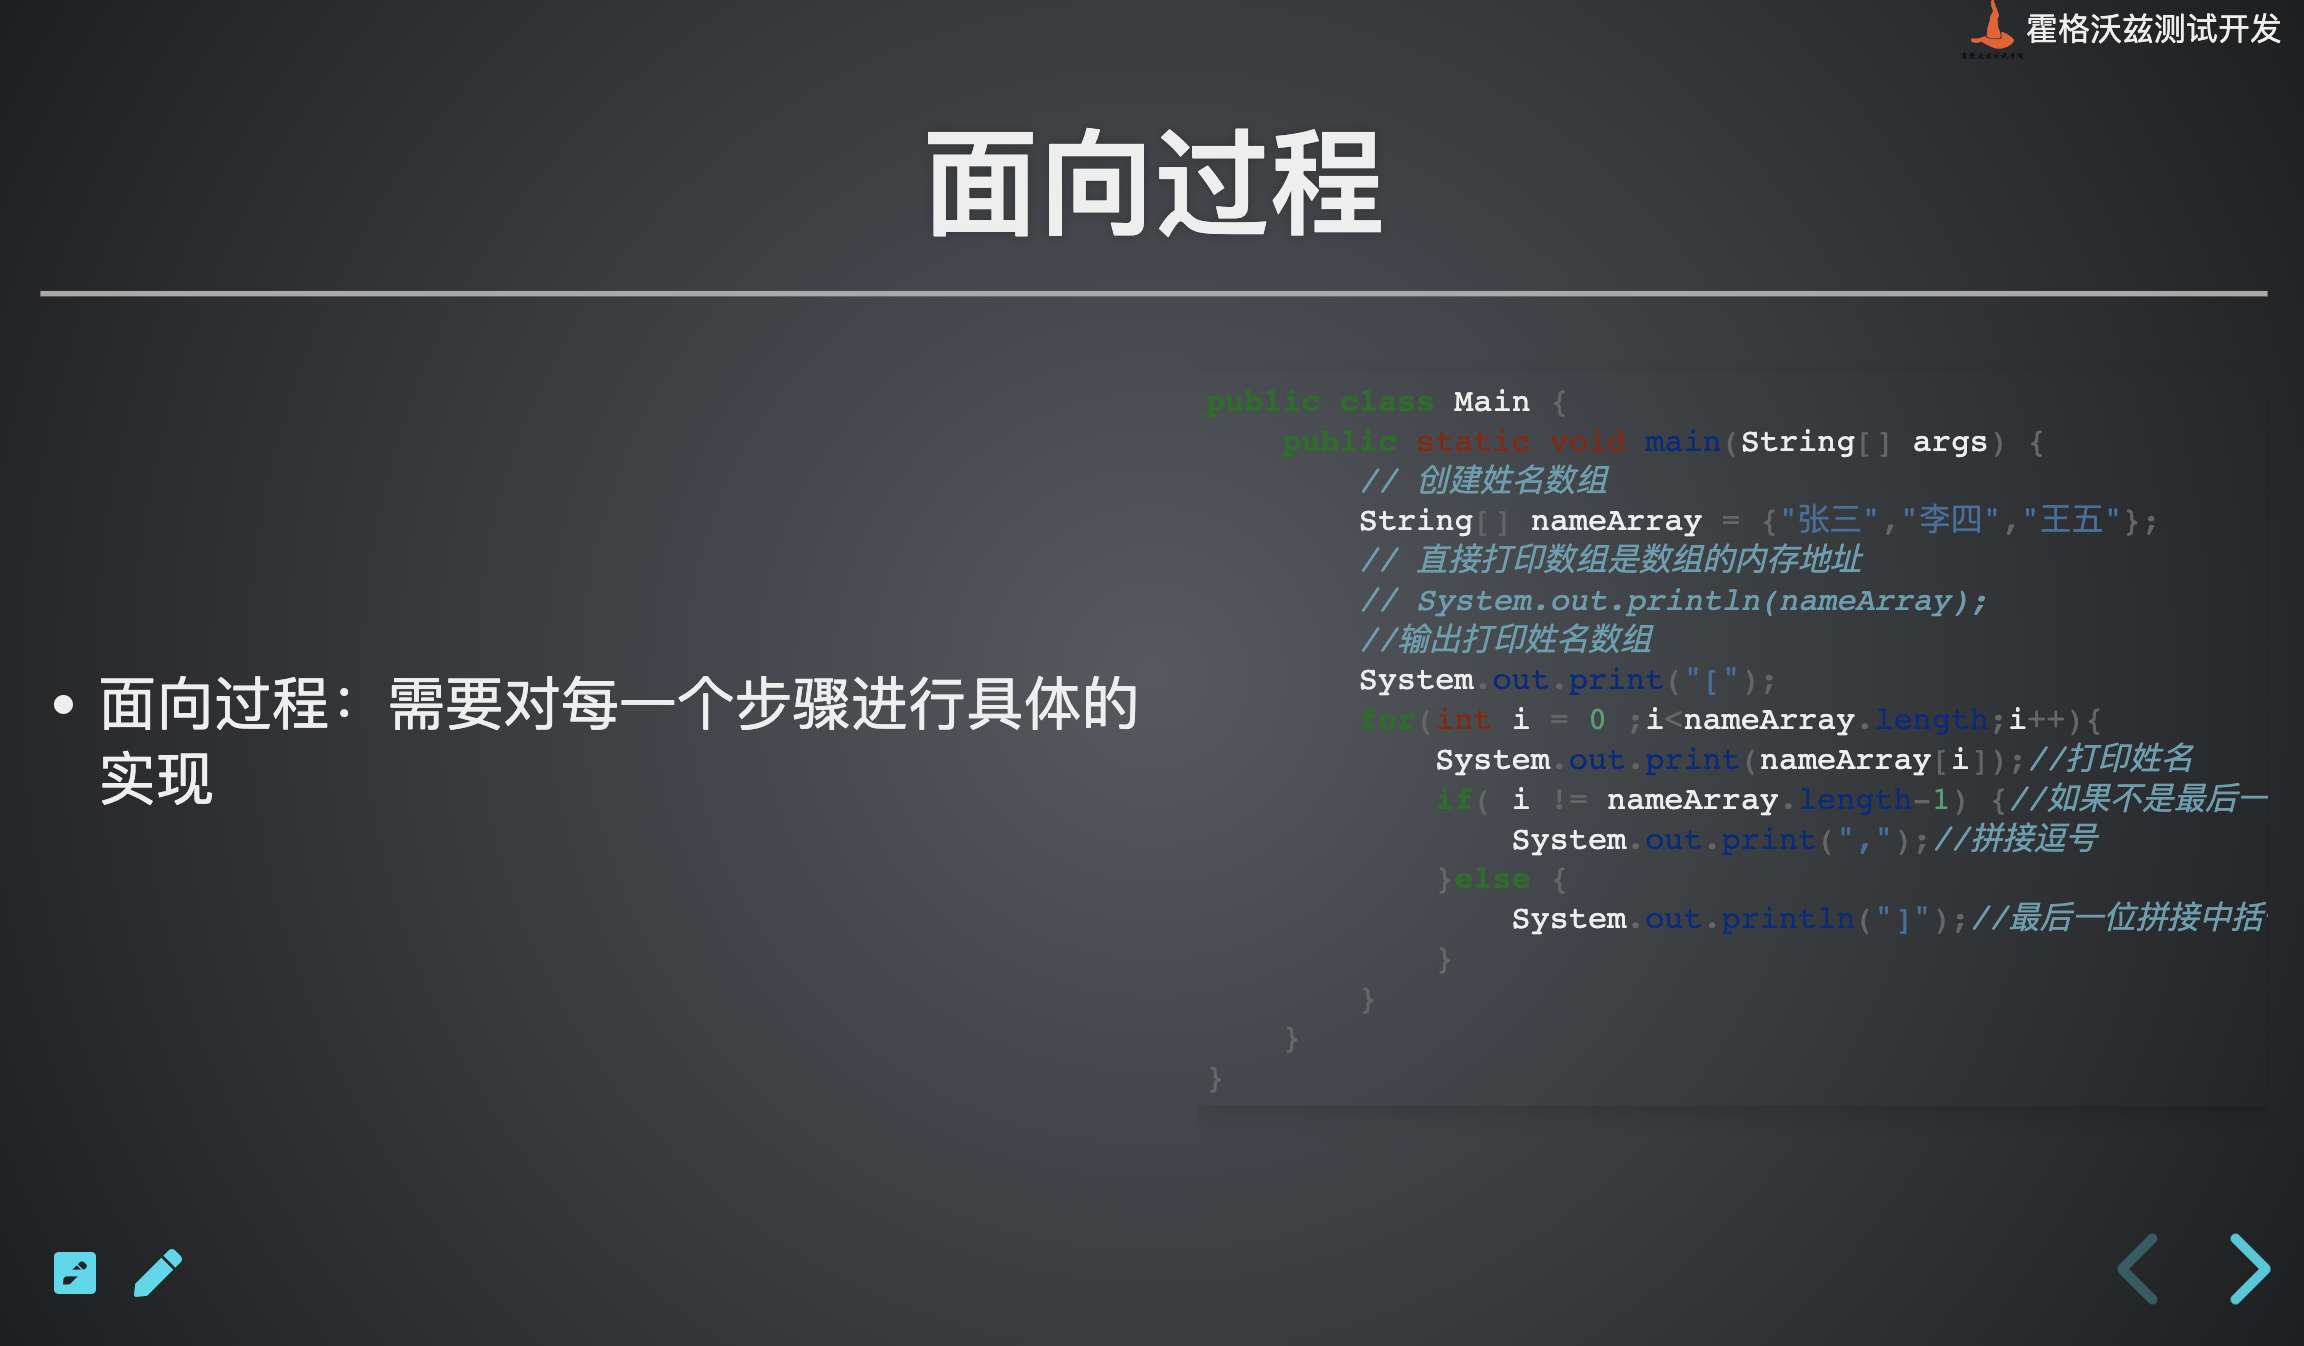 霍格沃兹测试开发
面向过程
• 面向过程：需要对每一个步骤进行具体的
实现
public class Main {
    public static void main(String[] args) {
        // 创建姓名数组
        String[] nameArray = {"张三","李四","王五"};
        // 直接打印数组是数组的内存地址
        // System.out.println(nameArray);
        //输出打印姓名数组
        System.out.print("[");
        for(int i = 0 ;i<nameArray.length;i++){
            System.out.print(nameArray[i]);//打印姓名
            if( i != nameArray.length-1) {//如果不是最后一
                System.out.print(",");//拼接逗号
            }else {
                System.out.println("]");//最后一位拼接中括
            }
        }
    }
}